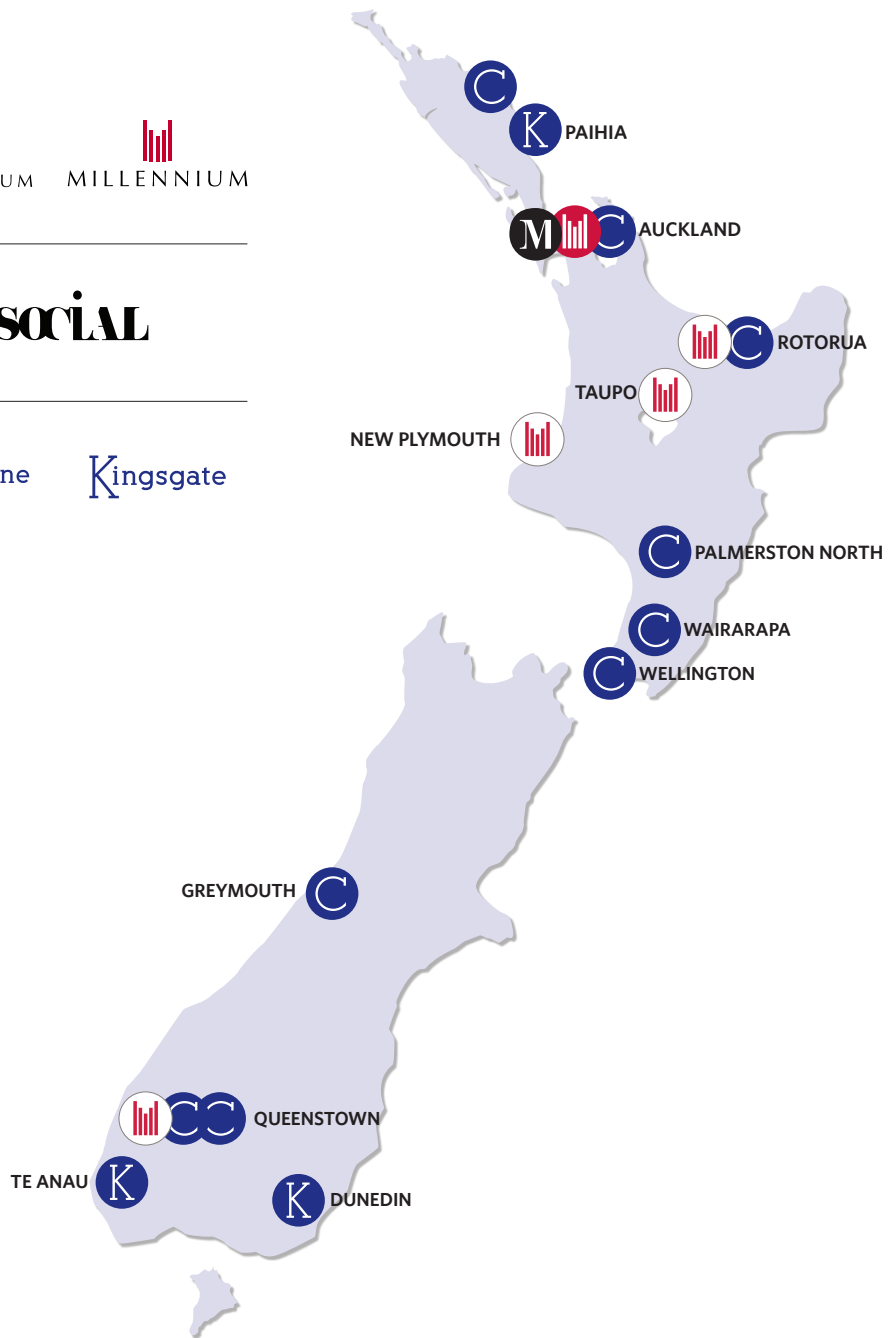 C
K PAIHIA
UM MILLENNIUM
M C AUCKLAND
SOCIAL
C ROTORUA
TAUPO
NEW PLYMOUTH
ne Kingsgate
C PALMERSTON NORTH
C WAIRARAPA
C WELLINGTON
GREYMOUTH C
C C QUEENSTOWN
TE ANAU K
K DUNEDIN